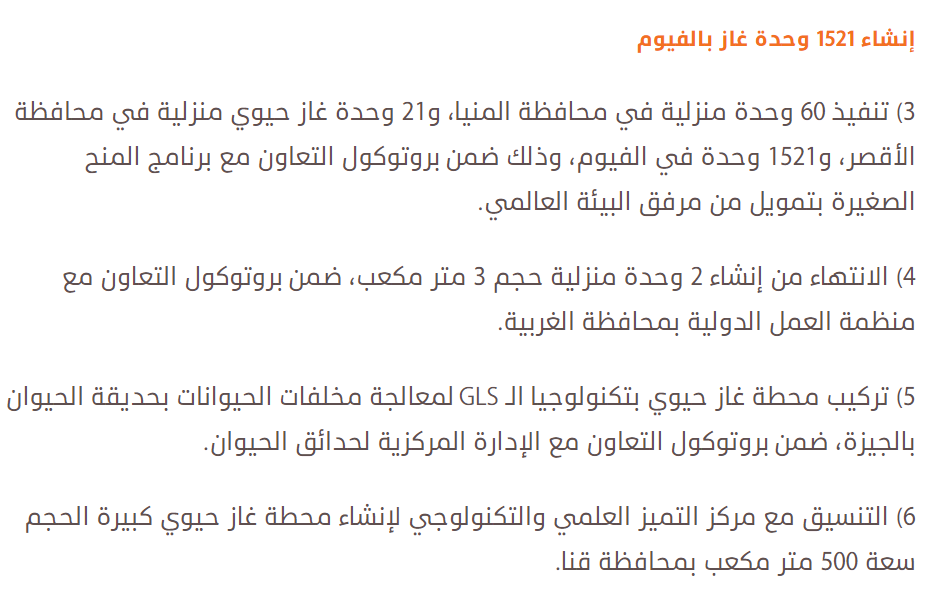 إنشاء 1521 وحدة غاز بالفيوم
3) تنفيذ 60 وحدة منزلية في محافظة المنيا، و21 وحدة غاز حيوي منزلية في محافظة
الأقصر، و1521 وحدة في الفيوم، وذلك ضمن بروتوكول التعاون مع برنامج المنح
الصغيرة بتمويل من مرفق البيئة العالمي.
4) الانتهاء من إنشاء 2 وحدة منزلية حجم 3 متر مكعب، ضمن بروتوكول التعاون مع
منظمة العمل الدولية بمحافظة الغربية.
5) تركيب محطة غاز حيوي بتكنولوجيا الـ GLS لمعالجة مخلفات الحيوانات بحديقة الحيوان
بالجيزة، ضمن بروتوكول التعاون مع الإدارة المركزية لحدائق الحيوان.
6) التنسيق مع مركز التميز العلمي والتكنولوجي لإنشاء محطة غاز حيوي كبيرة الحجم
سعة 500 متر مكعب بمحافظة قنا.